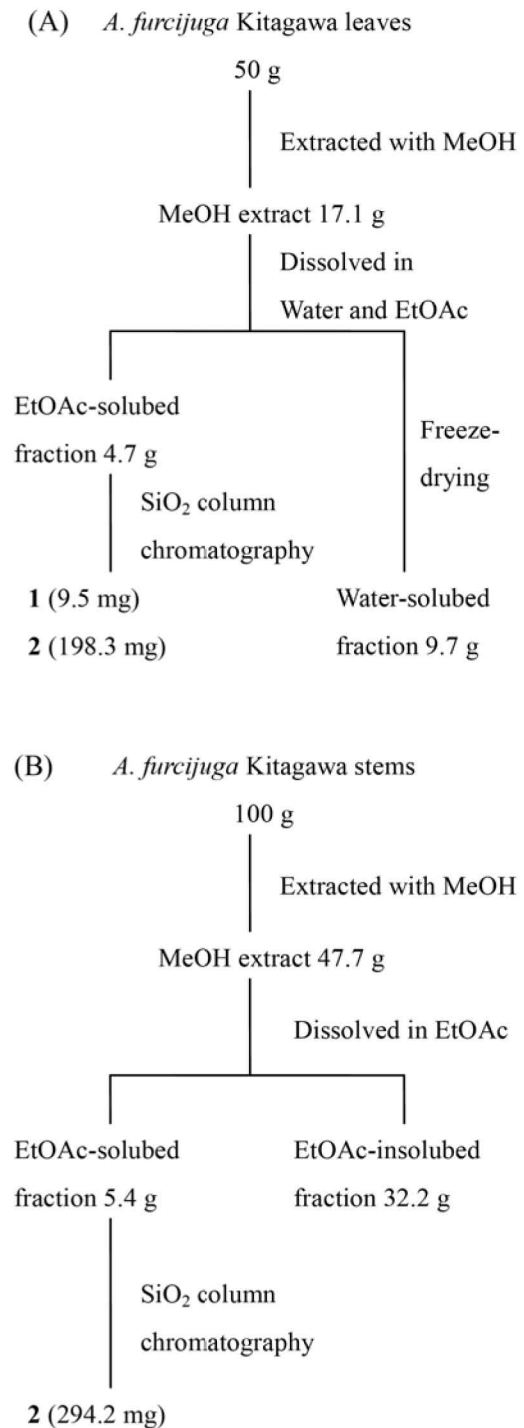 (A) A. furcijuga Kitagawa leaves
50 g
Extracted with MeOH
MeOH extract 17.1 g
Dissolved in
Water and EtOAc
EtOAc-solubed
fraction 4.7 g
Freeze-
drying
SiO₂ column
chromatography
1 (9.5 mg)
2 (198.3 mg)
Water-solubed
fraction 9.7 g
(B) A. furcijuga Kitagawa stems
100 g
Extracted with MeOH
MeOH extract 47.7 g
Dissolved in EtOAc
EtOAc-solubed
fraction 5.4 g
EtOAc-insolubed
fraction 32.2 g
SiO₂ column
chromatography
2 (294.2 mg)